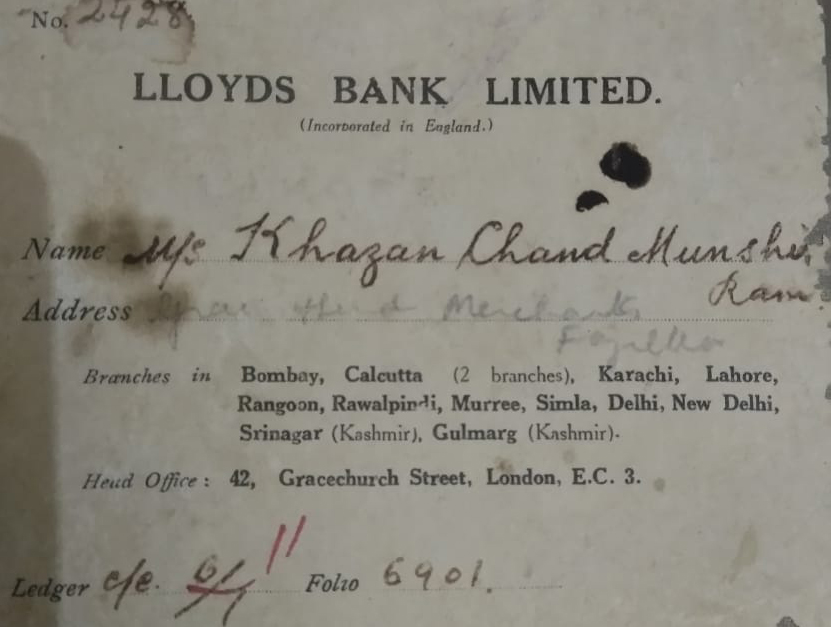 No. 2428
LLOYDS BANK LIMITED.
(Incorporated in England.)
Name M/s Khazan Chand Munshi
Ram
Address Merchants
Fazilka
Branches in Bombay, Calcutta (2 branches), Karachi, Lahore,
Rangoon, Rawalpindi, Murree, Simla, Delhi, New Delhi,
Srinagar (Kashmir), Gulmarg (Kashmir).
Head Office: 42, Gracechurch Street, London, E.C. 3.
Ledger c/e. 11 Folio 6901.